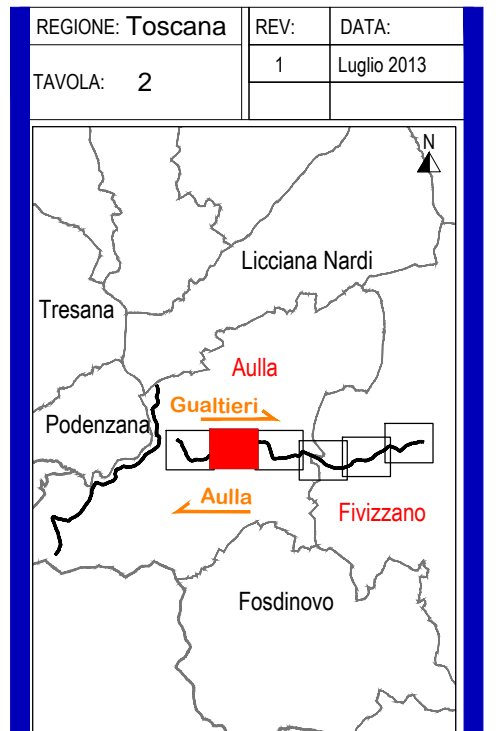 REGIONE: Toscana
REV:
DATA:
TAVOLA: 2
1
Luglio 2013
N
Licciana Nardi
Tresana
Aulla
Gualtieri
Podenzana
Aulla
Fivizzano
Fosdinovo